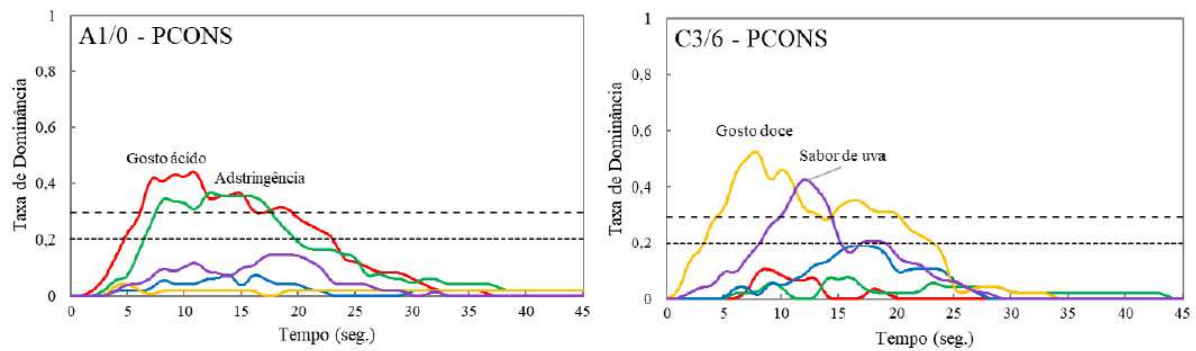 A1/0 - PCONS
Taxa de Dominância
1
0,8
0,6
0,4
0,2
0
Gosto ácido
Adstringência
0 5 10 15 20 25 30 35 40 45
Tempo (seg.)
C3/6 - PCONS
Taxa de Dominância
1
0,8
0,6
0,4
0,2
0
Gosto doce
Sabor de uva
0 5 10 15 20 25 30 35 40 45
Tempo (seg.)